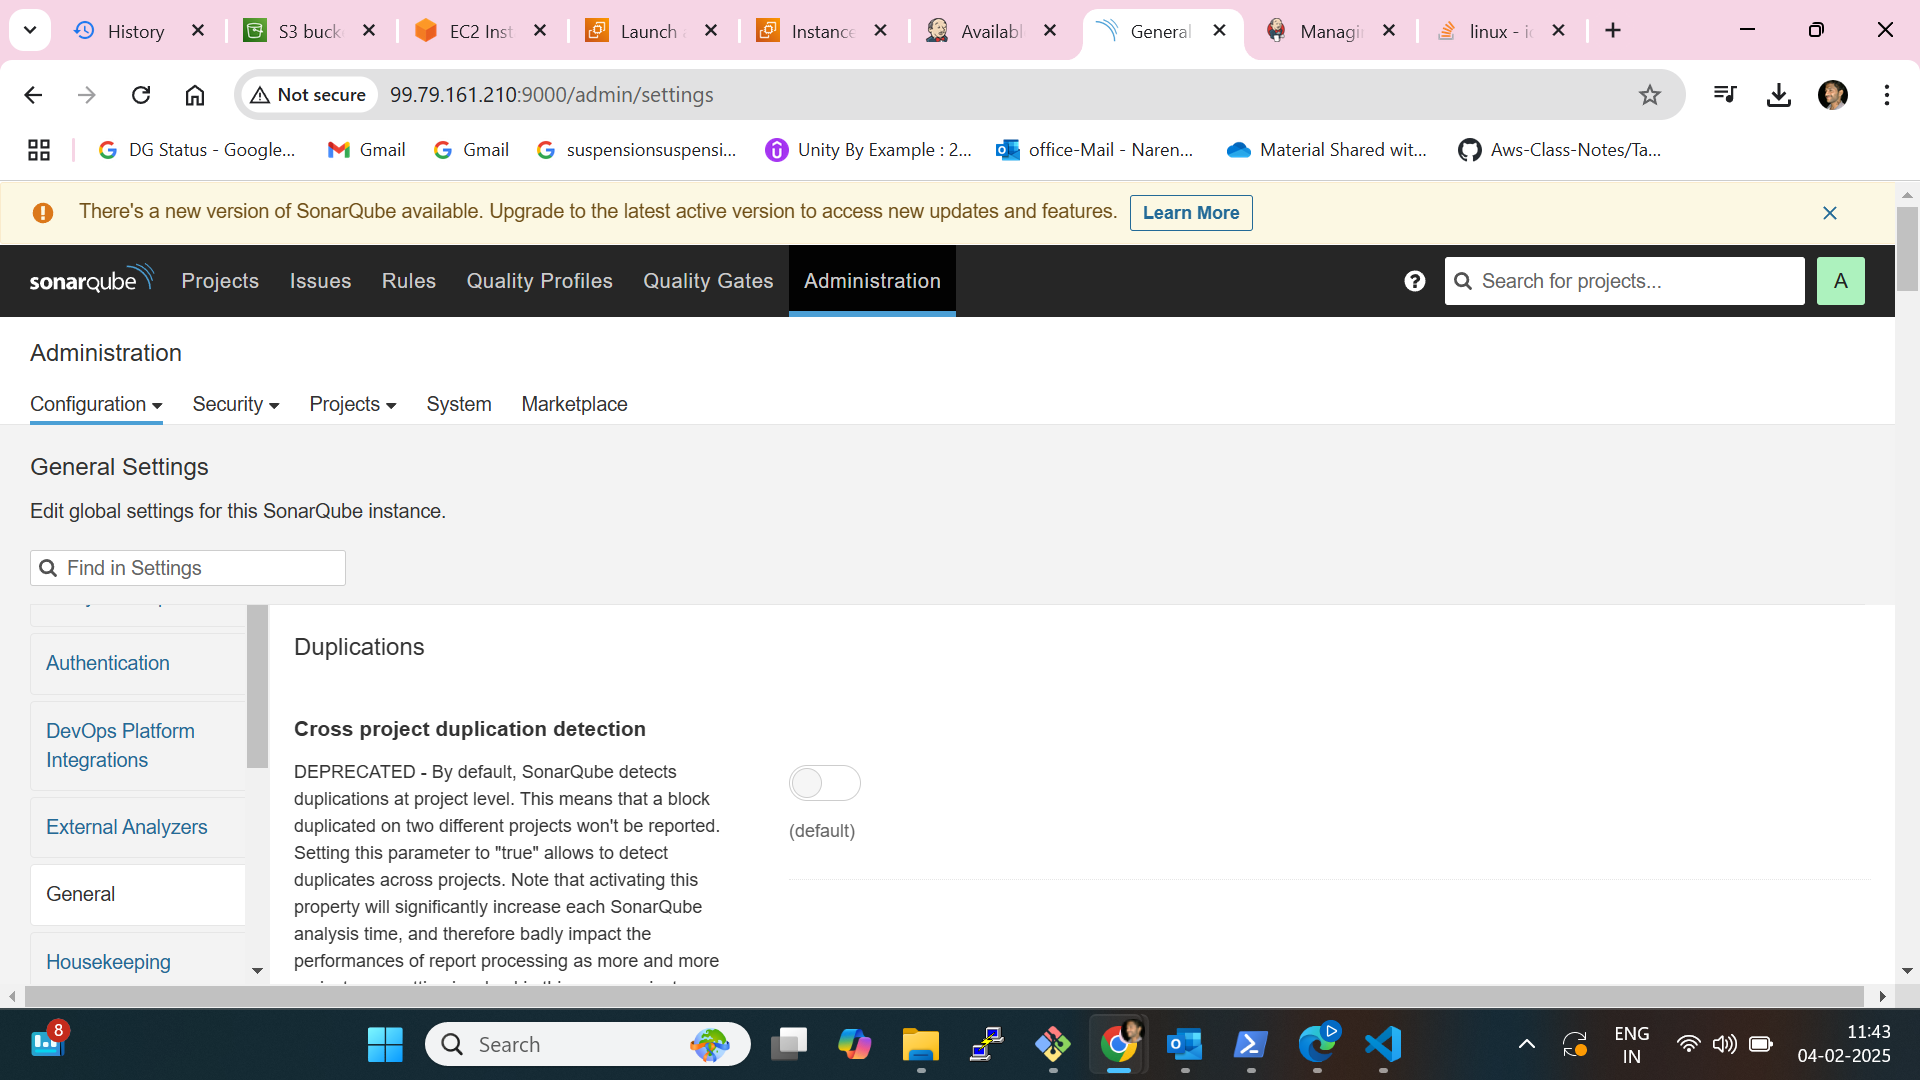 History
S3 buck
EC2 Inst
Launch a
Instance
Availabl
General
Managi
linux - ic
Not secure
99.79.161.210:9000/admin/settings
DG Status - Google...
Gmail
Gmail
suspensionsuspensi...
Unity By Example : 2...
office-Mail - Naren...
Material Shared wit...
Aws-Class-Notes/Ta...
There's a new version of SonarQube available. Upgrade to the latest active version to access new updates and features.
Learn More
sonarqube
Projects
Issues
Rules
Quality Profiles
Quality Gates
Administration
Search for projects...
A
Administration
Configuration
Security
Projects
System
Marketplace
General Settings
Edit global settings for this SonarQube instance.
Find in Settings
Authentication
DevOps Platform
Integrations
External Analyzers
General
Housekeeping
Duplications
Cross project duplication detection
DEPRECATED - By default, SonarQube detects
duplications at project level. This means that a block
duplicated on two different projects won't be reported.
Setting this parameter to "true" allows to detect
duplicates across projects. Note that activating this
property will significantly increase each SonarQube
analysis time, and therefore badly impact the
performances of report processing as more and more
(default)
8
Search
ENG
IN
11:43
04-02-2025